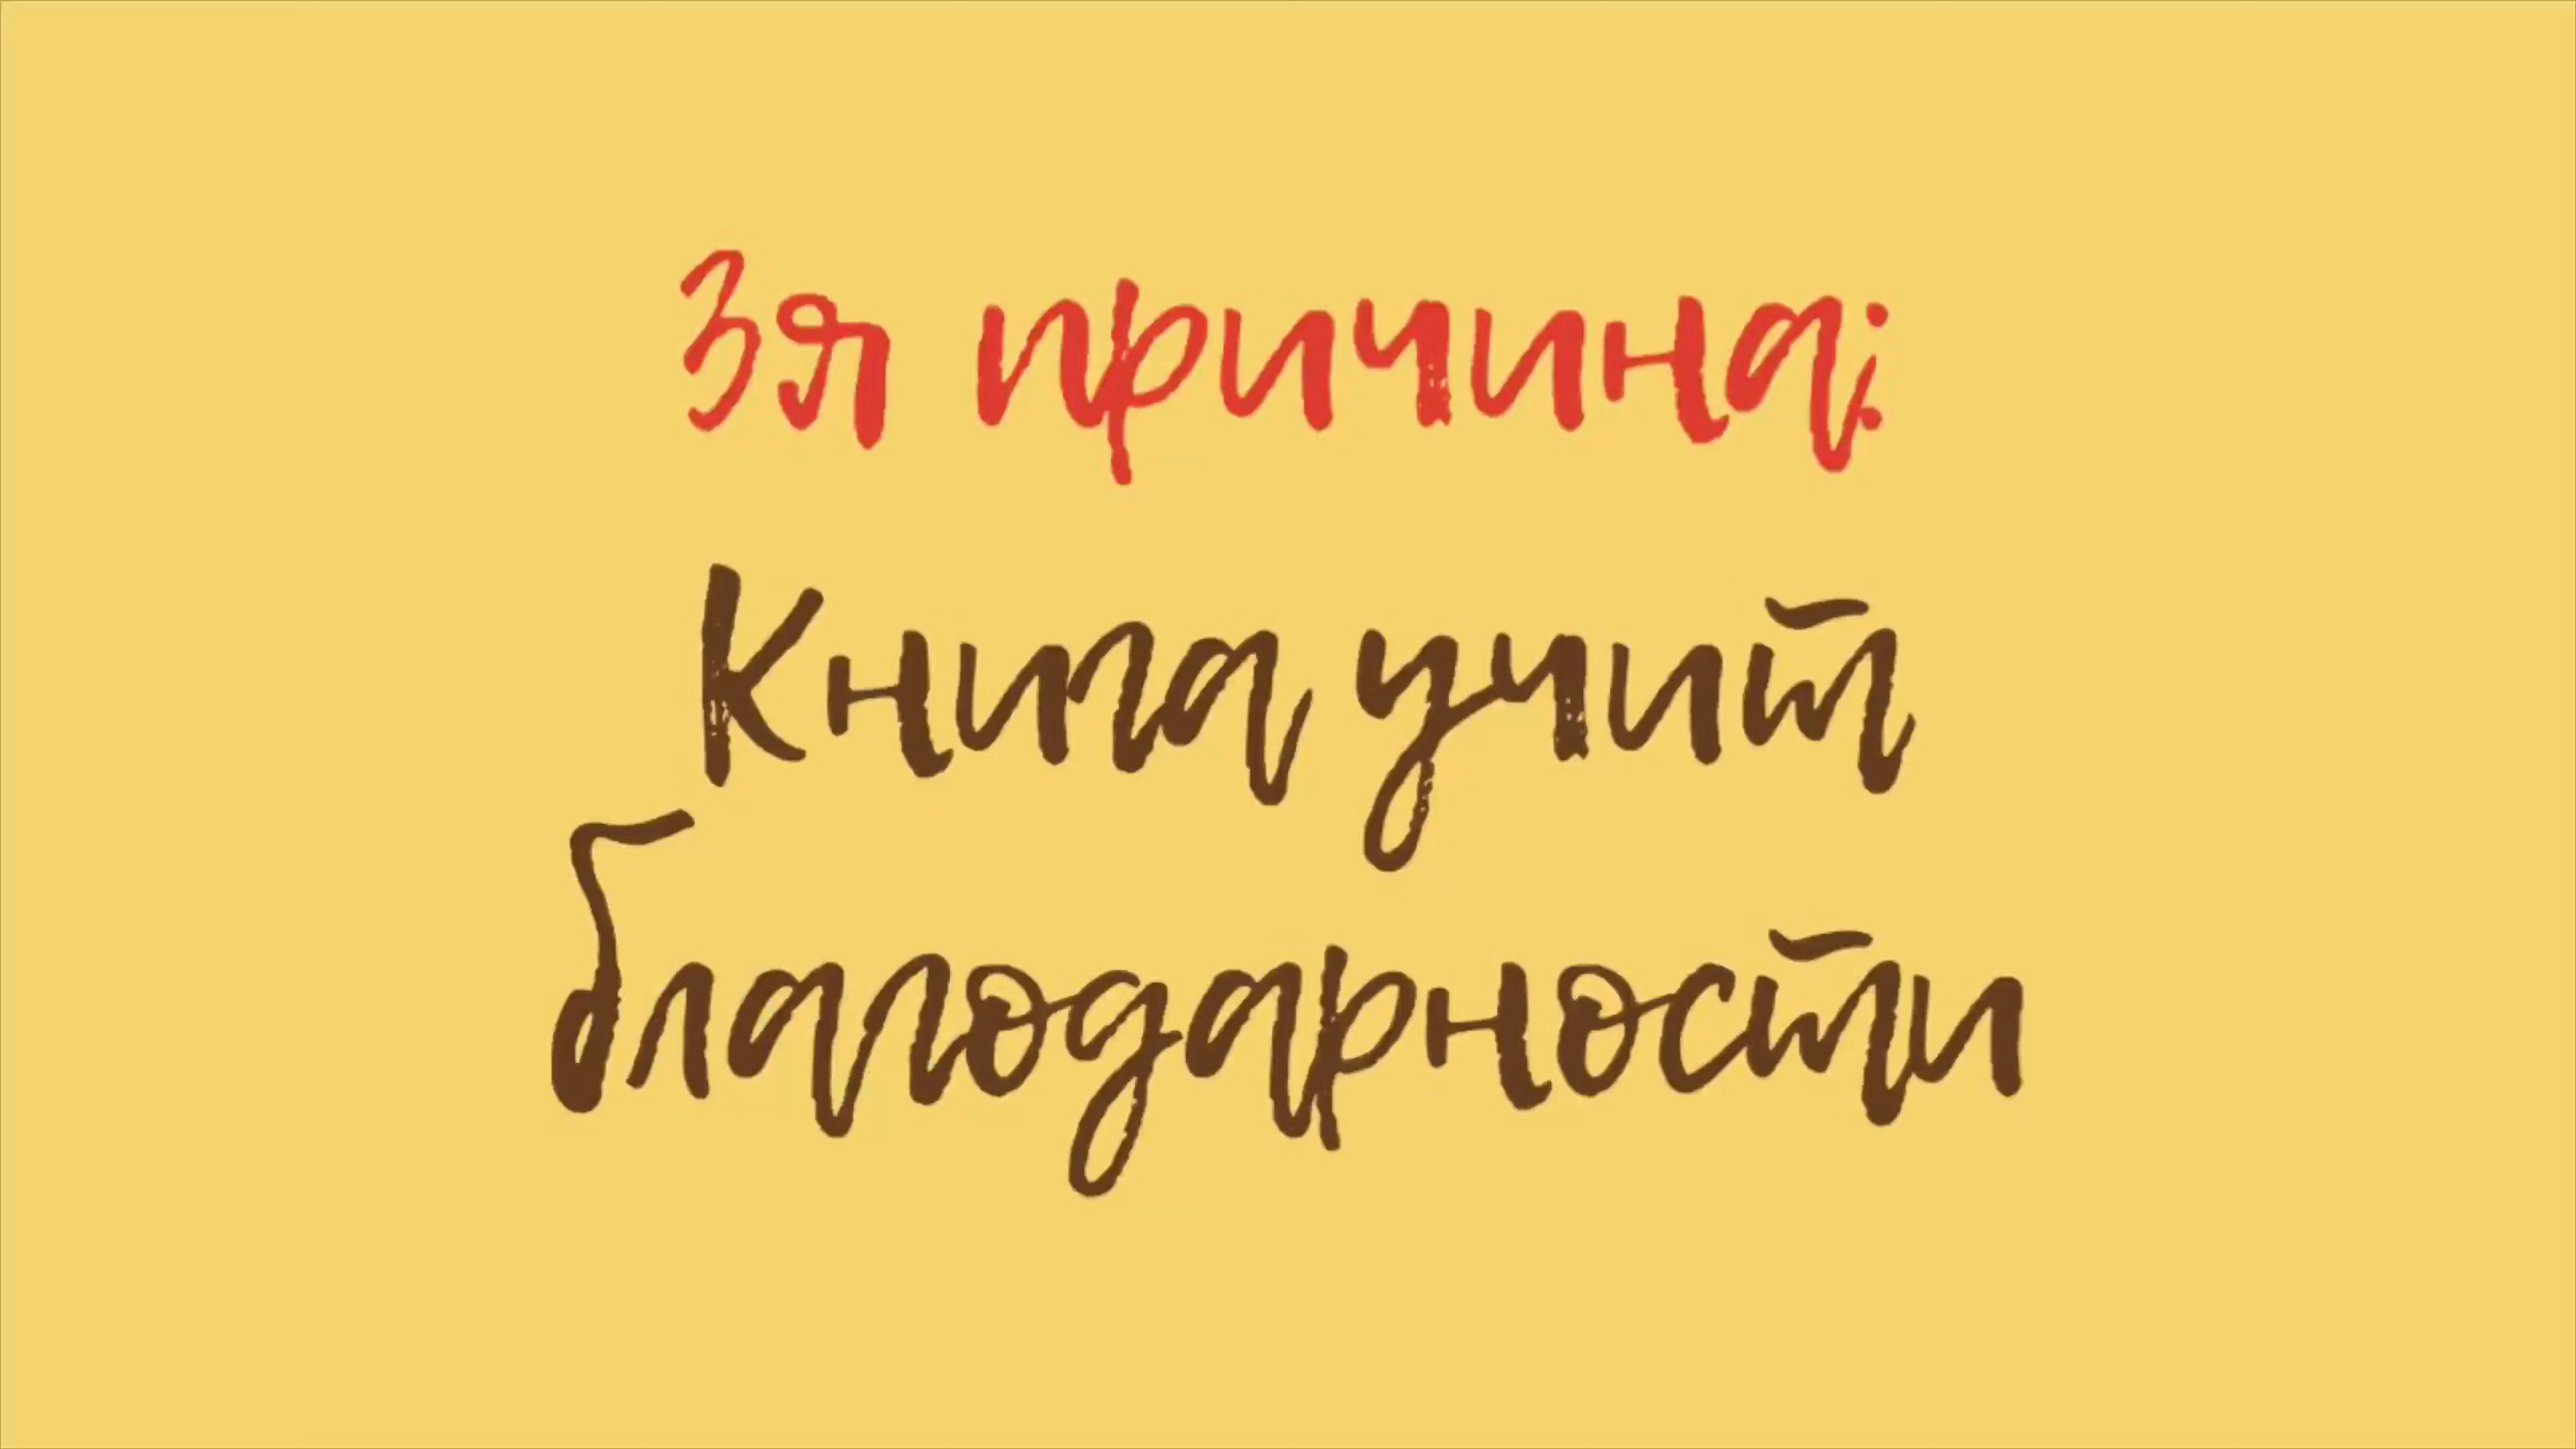 3я причина:
Книга учит
благодарности